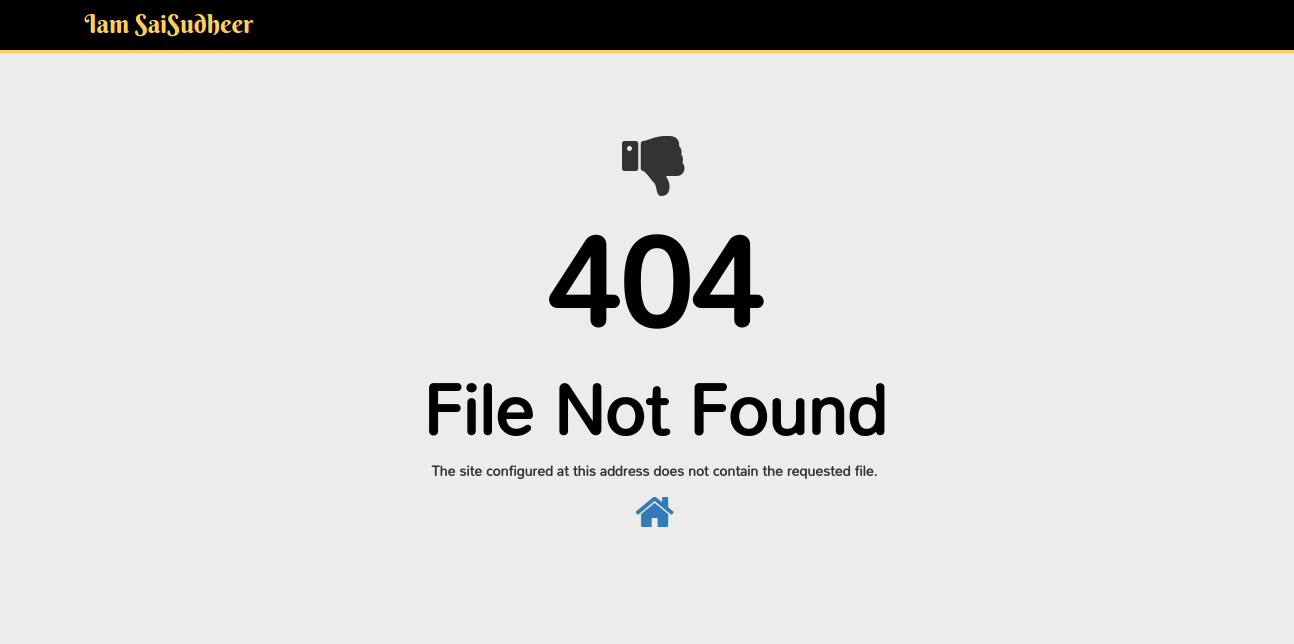 Iam SaiSudheer
404
File Not Found
The site configured at this address does not contain the requested file.